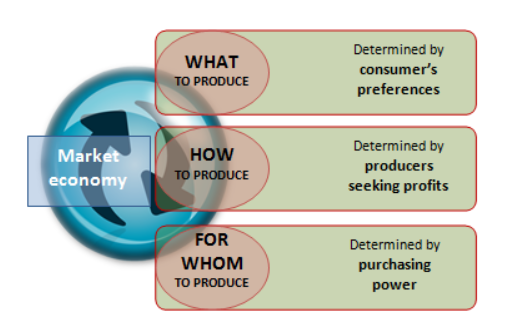 Market
economy
WHAT
TO PRODUCE
Determined by
consumer's
preferences
HOW
TO PRODUCE
Determined by
producers
seeking profits
FOR
WHOM
TO PRODUCE
Determined by
purchasing
power